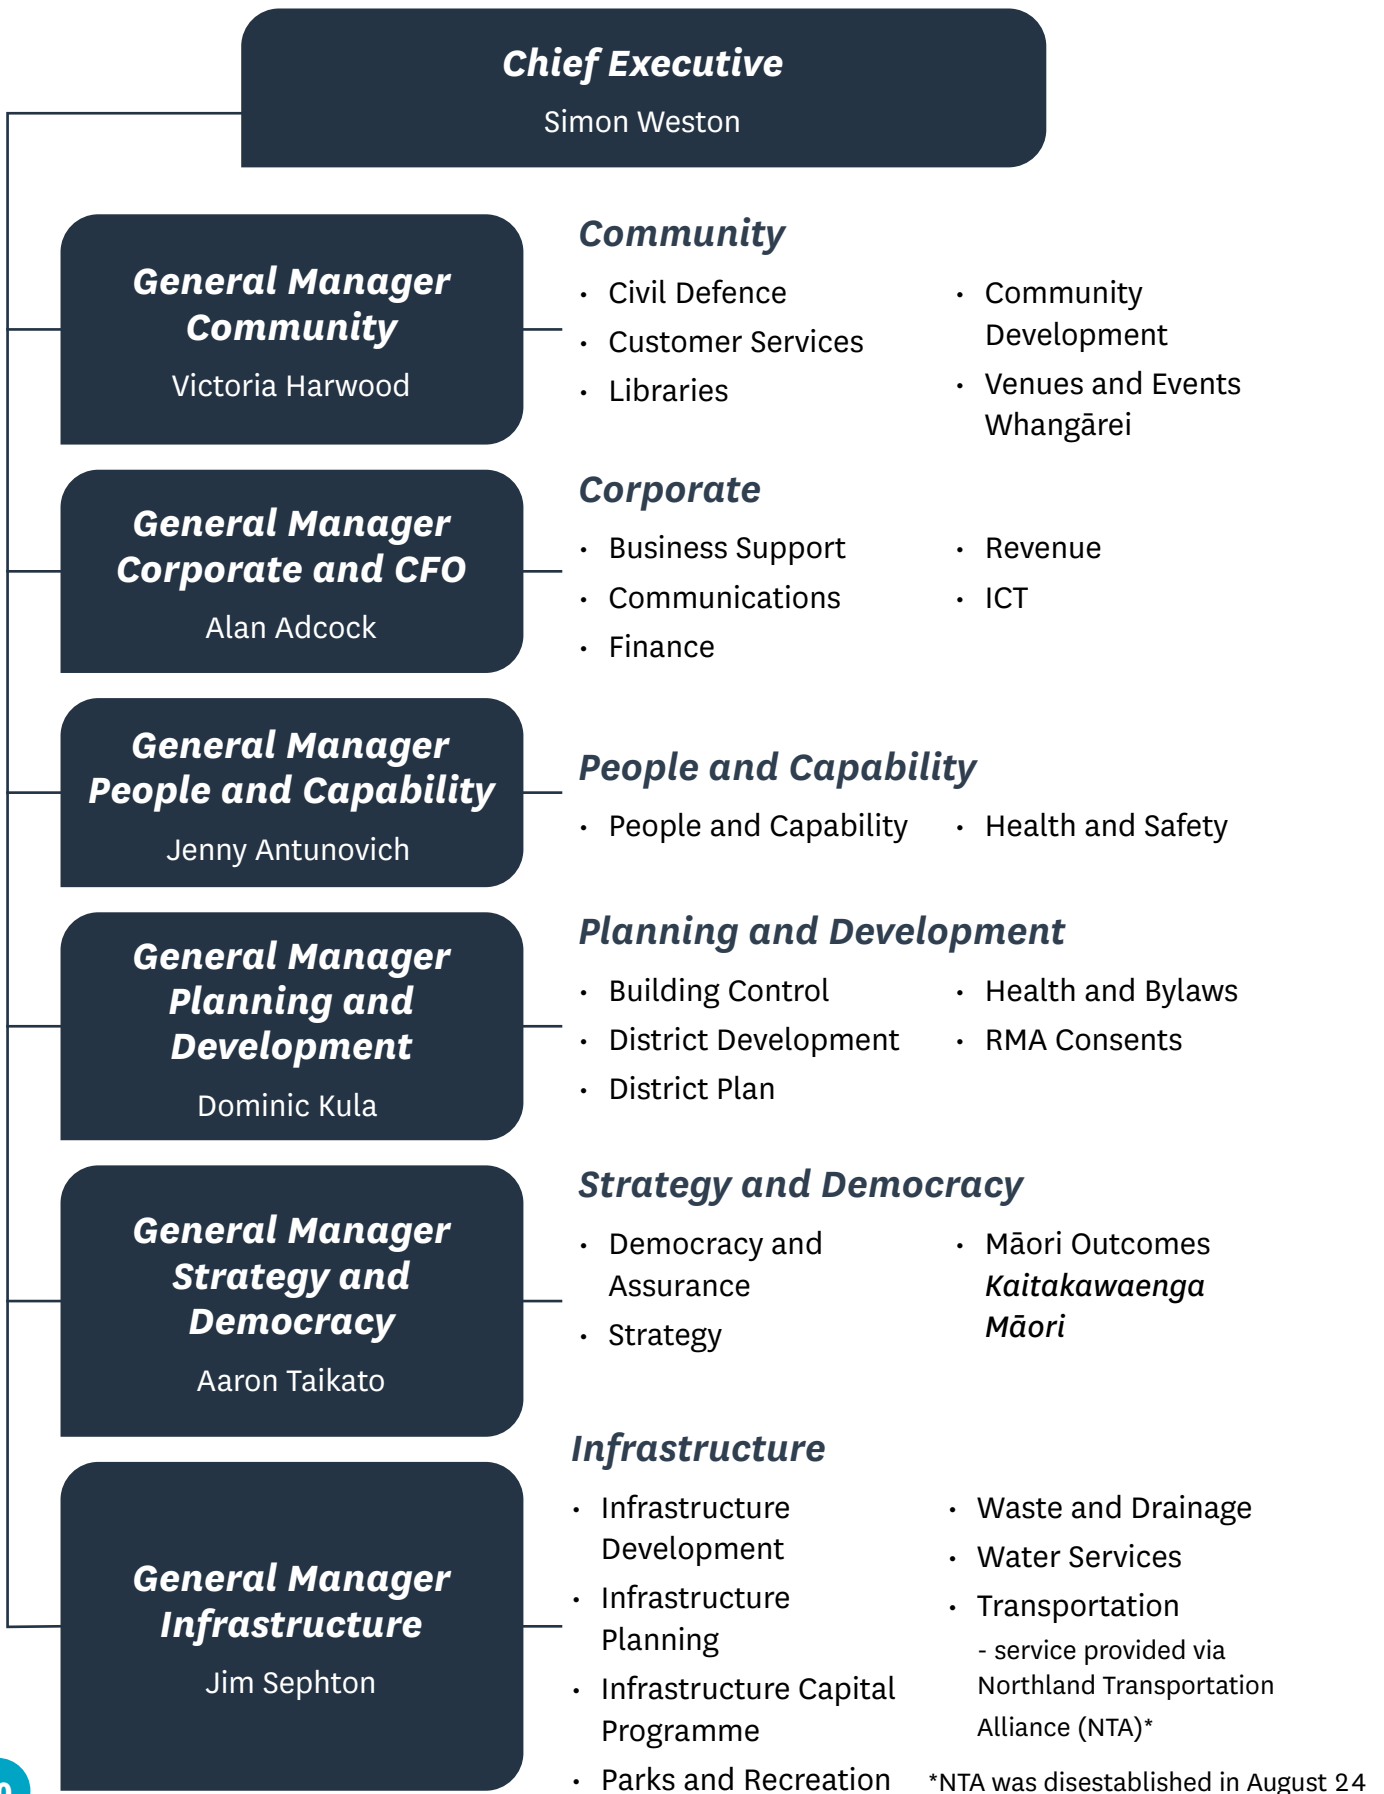 Chief Executive
Simon Weston
General Manager
Community
Victoria Harwood
Community
• Civil Defence
• Customer Services
• Libraries
• Community
Development
• Venues and Events
Whangārei
General Manager
Corporate and CFO
Alan Adcock
Corporate
• Business Support
• Communications
• Finance
• Revenue
• ICT
General Manager
People and Capability
Jenny Antunovich
People and Capability
• People and Capability
• Health and Safety
General Manager
Planning and
Development
Dominic Kula
Planning and Development
• Building Control
• District Development
• District Plan
• Health and Bylaws
• RMA Consents
General Manager
Strategy and
Democracy
Aaron Taikato
Strategy and Democracy
• Democracy and
Assurance
• Strategy
• Māori Outcomes
Kaitakawaenga
Māori
General Manager
Infrastructure
Jim Sephton
Infrastructure
• Infrastructure
Development
• Infrastructure
Planning
• Infrastructure Capital
Programme
• Parks and Recreation
• Waste and Drainage
• Water Services
• Transportation
- service provided via
Northland Transportation
Alliance (NTA)*
*NTA was disestablished in August 24